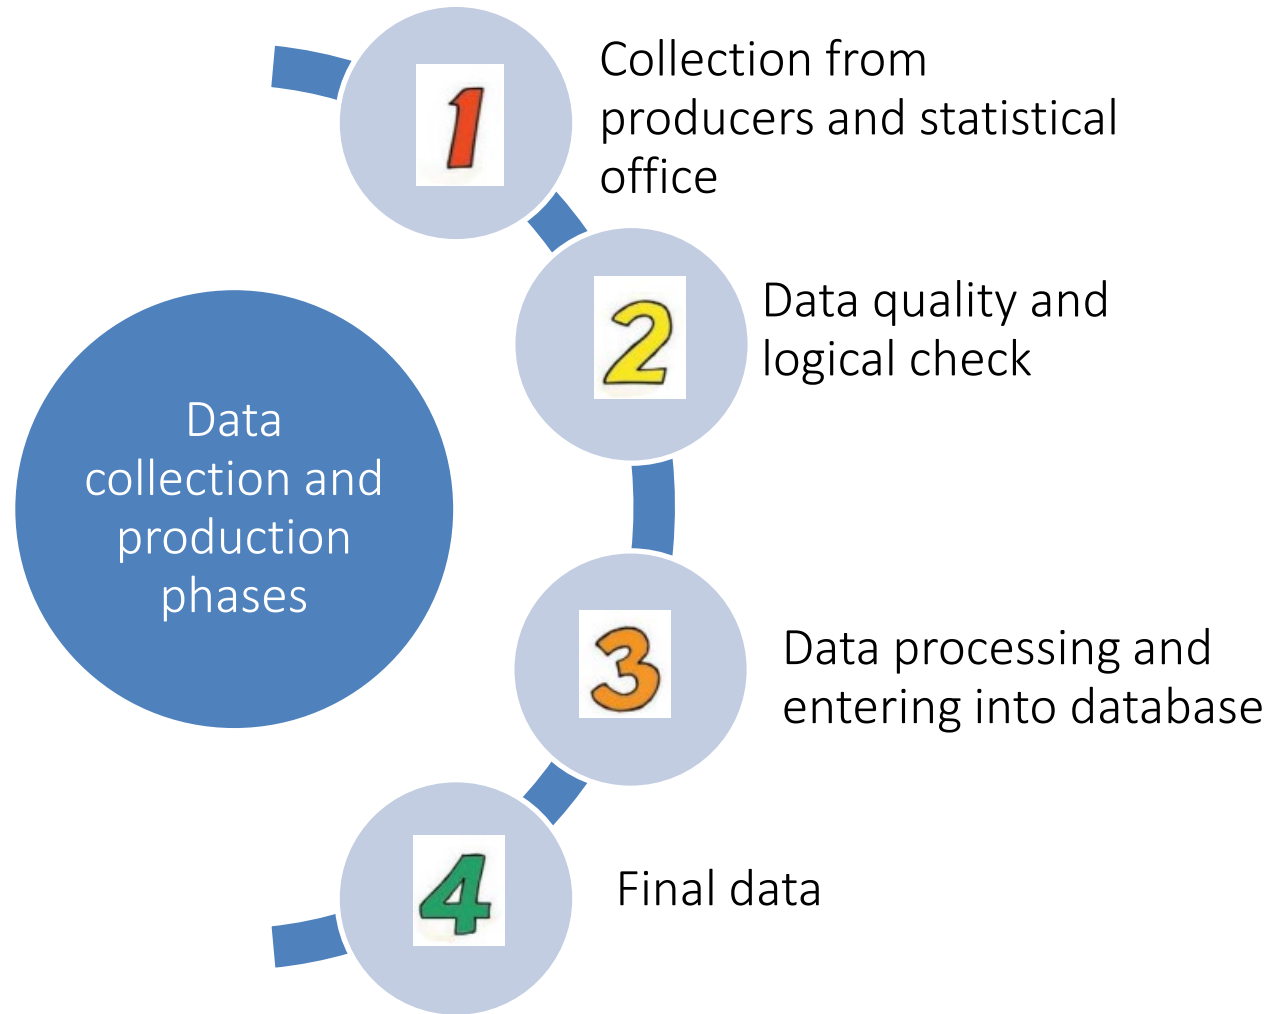 Data
collection and
production
phases
1
Collection from
producers and statistical
office
2
Data quality and
logical check
3
Data processing and
entering into database
4
Final data